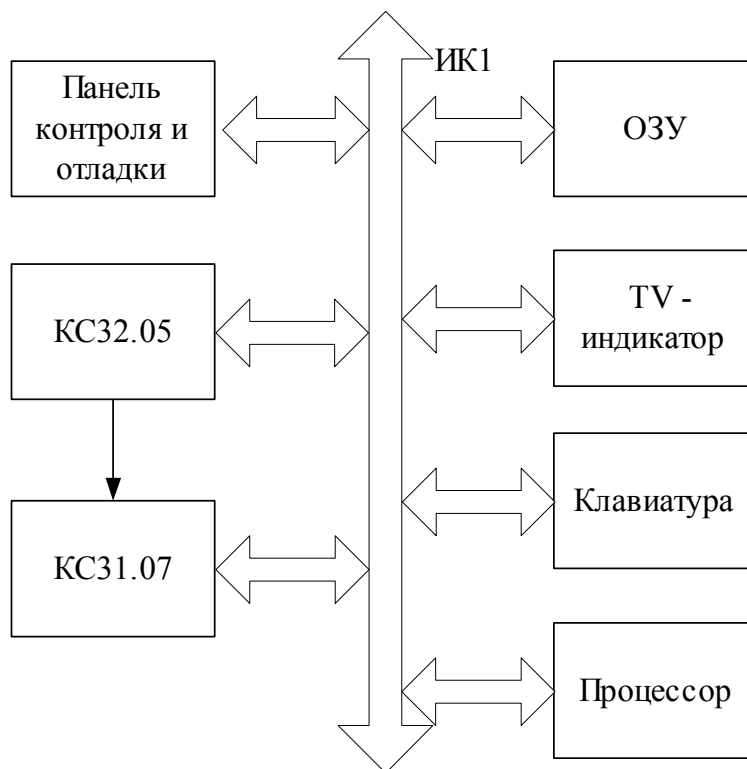 ИК1
Панель
контроля и
отладки
ОЗУ
КС32.05
TV -
индикатор
КС31.07
Клавиатура
Процессор